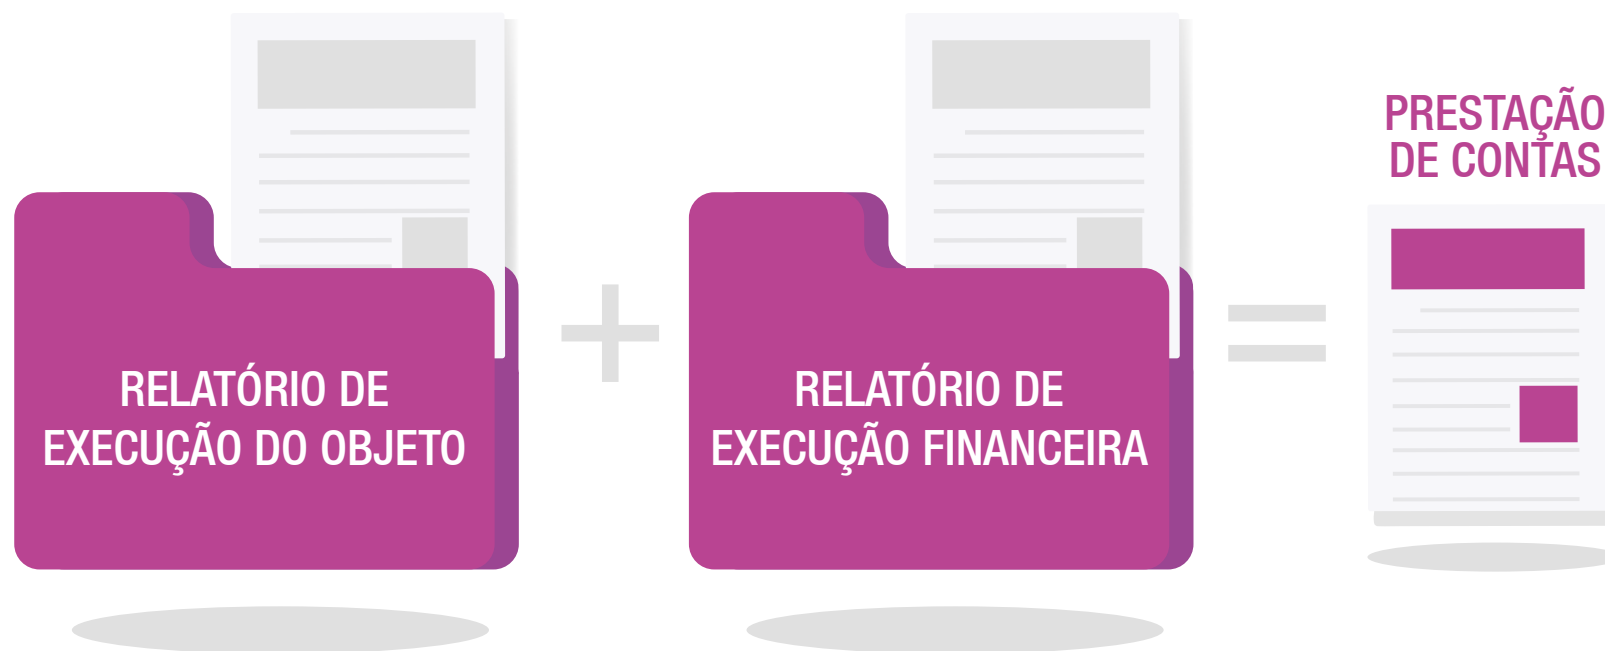 RELATÓRIO DE
EXECUÇÃO DO OBJETO
+
RELATÓRIO DE
EXECUÇÃO FINANCEIRA
=
PRESTAÇÃO
DE CONTAS